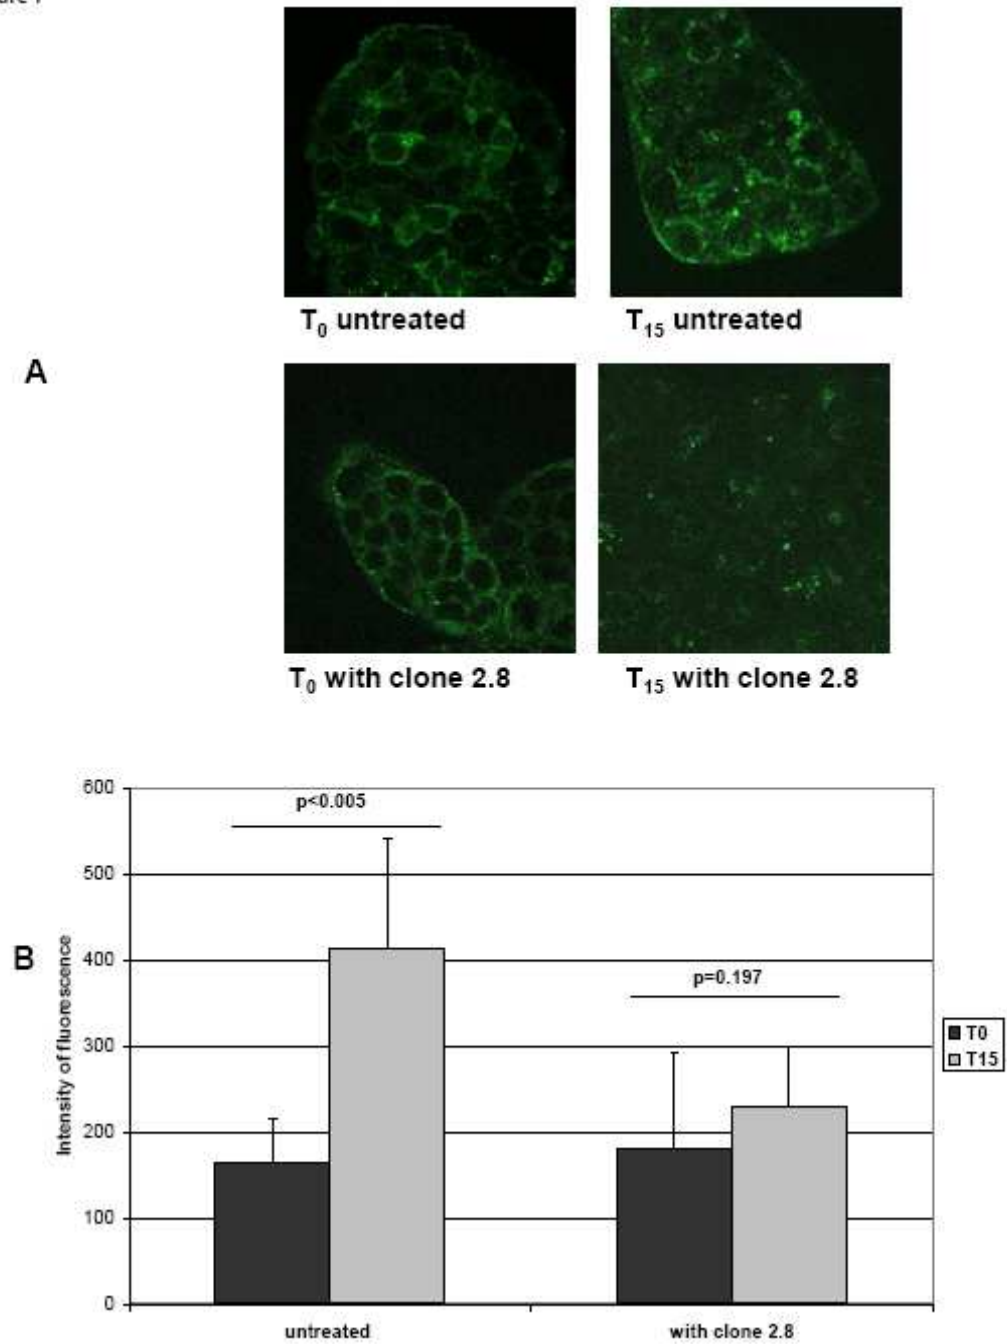 T0 untreated
T15 untreated
A
T0 with clone 2.8
T15 with clone 2.8
600
p<0.005
500
B
400
p=0.197
300
T0
T15
200
100
0
Intensity of fluorescence
untreated
with clone 2.8